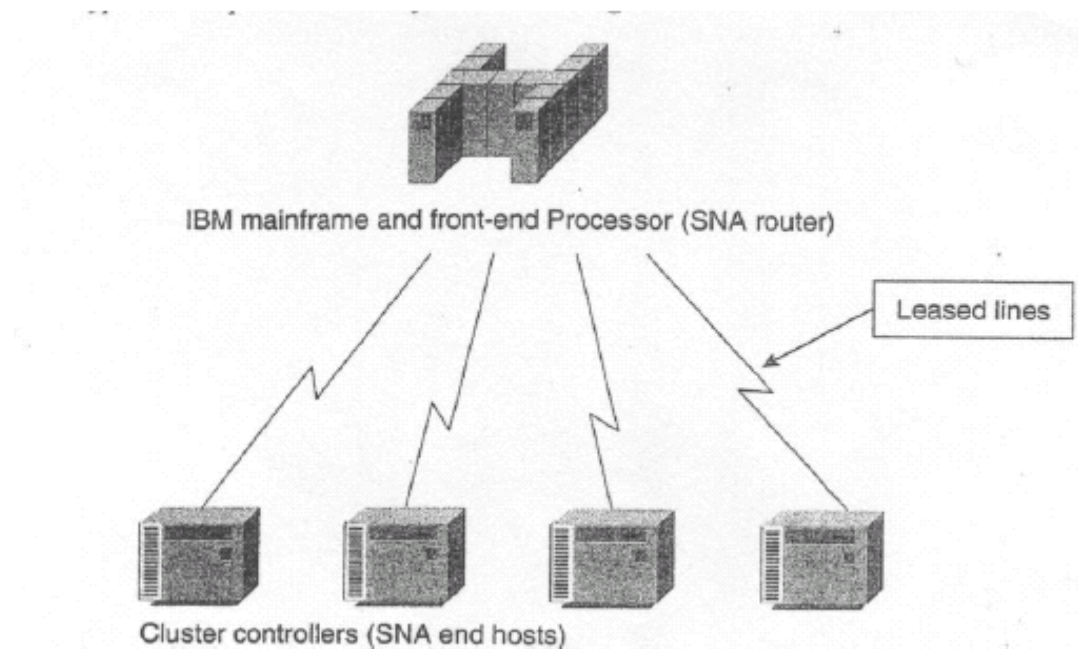 IBM mainframe and front-end Processor (SNA router)
Leased lines
Cluster controllers (SNA end hosts)